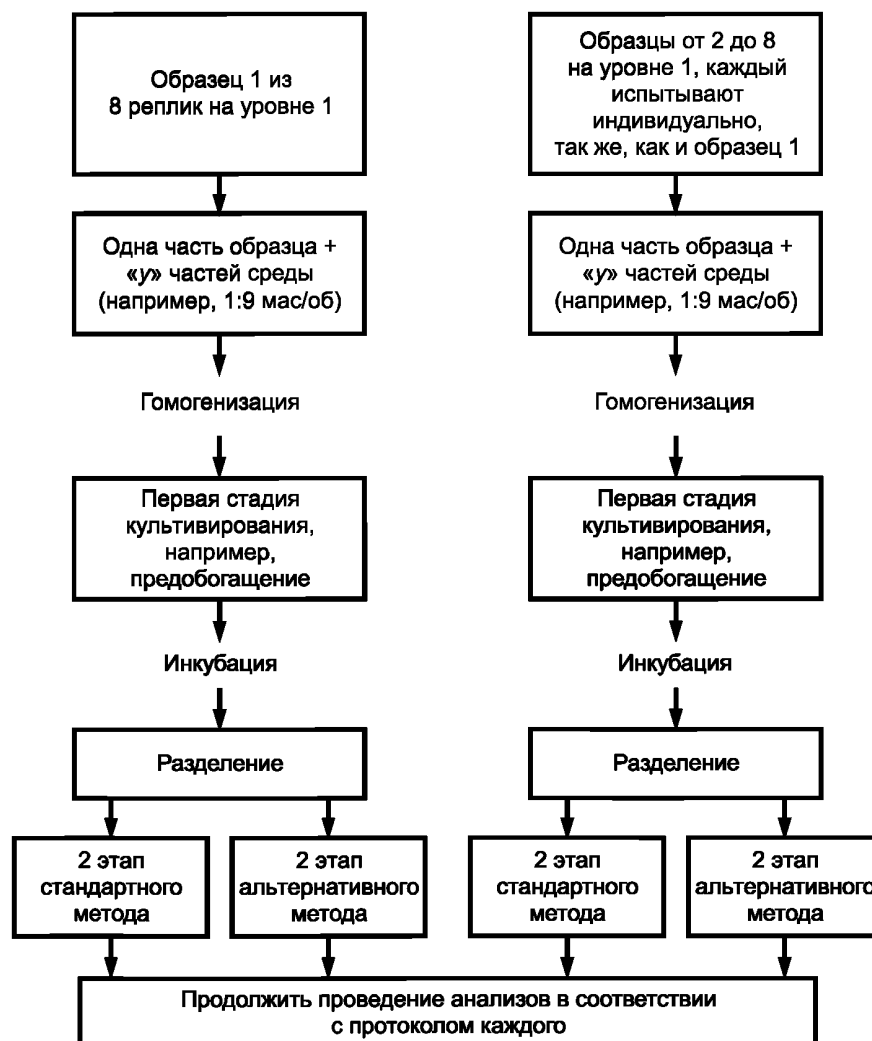 Образец 1 из
8 реплик на уровне 1
Образцы от 2 до 8
на уровне 1, каждый
испытывают
индивидуально,
так же, как и образец 1
Одна часть образца +
«у» частей среды
(например, 1:9 мас/об)
Одна часть образца +
«у» частей среды
(например, 1:9 мас/об)
Гомогенизация
Гомогенизация
Первая стадия
культивирования,
например,
предобогащение
Первая стадия
культивирования,
например,
предобогащение
Инкубация
Инкубация
Разделение
Разделение
2 этап
стандартного
метода
2 этап
альтернативного
метода
2 этап
стандартного
метода
2 этап
альтернативного
метода
Продолжить проведение анализов в соответствии
с протоколом каждого